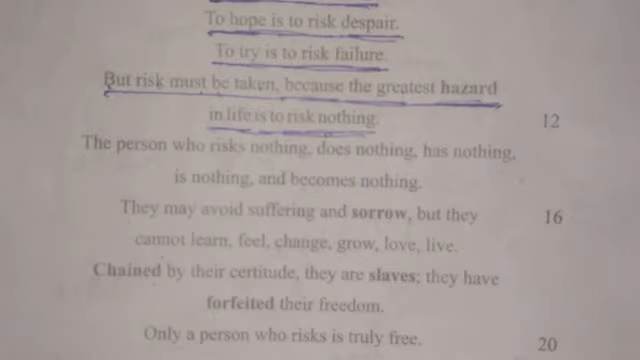 To hope is to risk despair.
To try is to risk failure.
But risk must be taken, because the greatest hazard
in life is to risk nothing. 12
The person who risks nothing, does nothing, has nothing,
is nothing, and becomes nothing.
They may avoid suffering and sorrow, but they 16
cannot learn, feel, change, grow, love, live.
Chained by their certitude, they are slaves; they have
forfeited their freedom.
Only a person who risks is truly free. 20